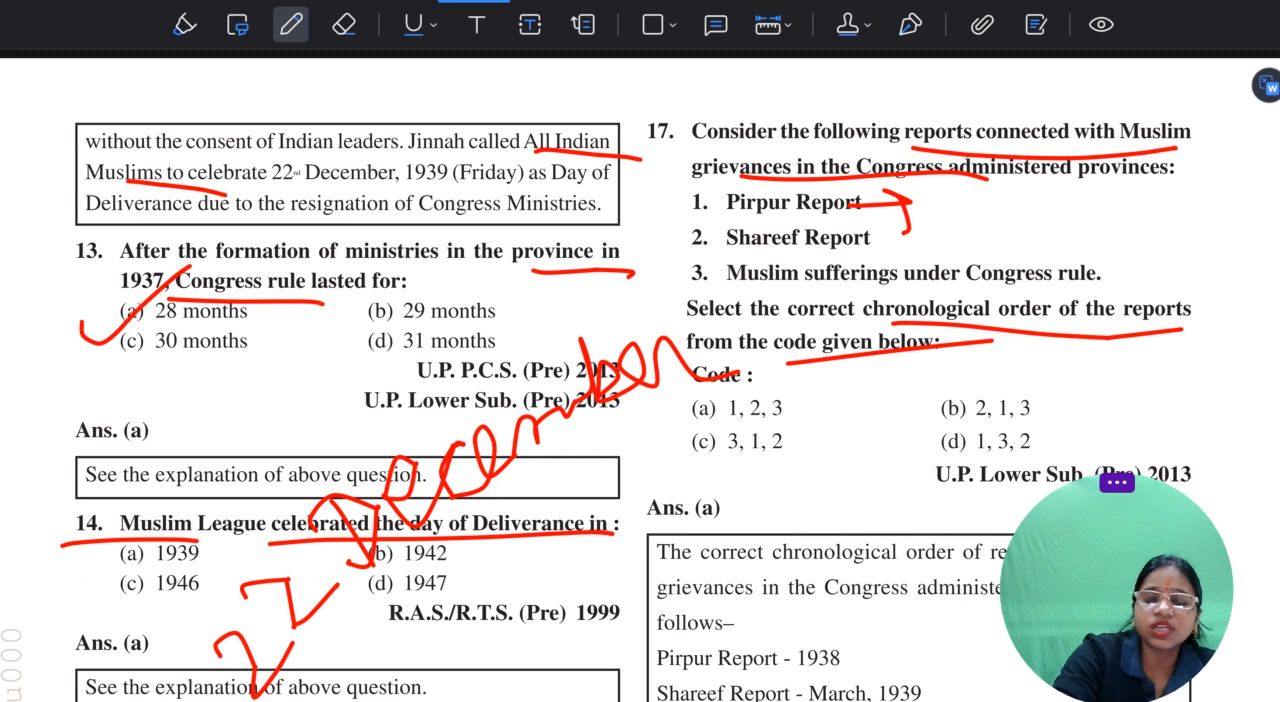 without the consent of Indian leaders. Jinnah called All Indian
Muslims to celebrate 22nd December, 1939 (Friday) as Day of
Deliverance due to the resignation of Congress Ministries.
13. After the formation of ministries in the province in
1937, Congress rule lasted for:
(a) 28 months (b) 29 months
(c) 30 months (d) 31 months
U.P. P.C.S. (Pre) 2013
U.P. Lower Sub. (Pre) 2013
Ans. (a)
See the explanation of above question.
14. Muslim League celebrated the day of Deliverance in :
(a) 1939 (b) 1942
(c) 1946 (d) 1947
R.A.S./R.T.S. (Pre) 1999
Ans. (a)
See the explanation of above question.
22 December
17. Consider the following reports connected with Muslim
grievances in the Congress administered provinces:
1. Pirpur Report
2. Shareef Report
3. Muslim sufferings under Congress rule.
Select the correct chronological order of the reports
from the code given below:
Code :
(a) 1, 2, 3 (b) 2, 1, 3
(c) 3, 1, 2 (d) 1, 3, 2
U.P. Lower Sub. (Pre) 2013
Ans. (a)
The correct chronological order of
grievances in the Congress
follows–
Pirpur Report - 1938
Shareef Report - March, 1939